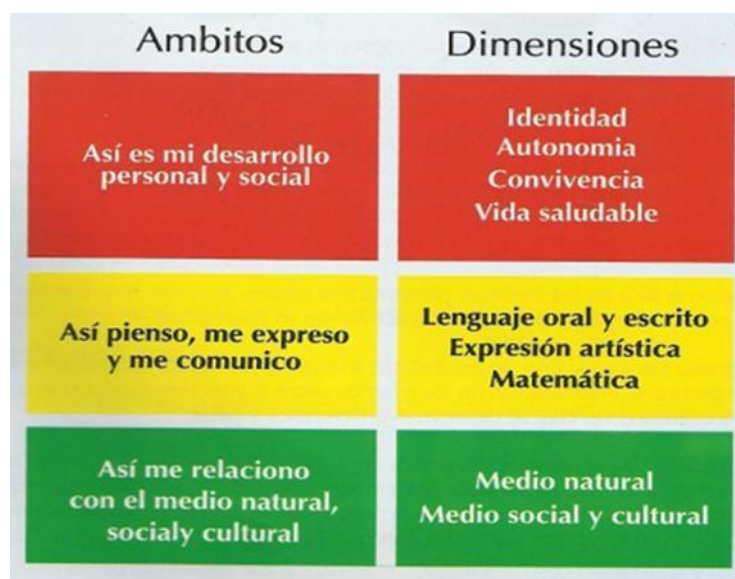 Ambitos
Dimensiones
Así es mi desarrollo
personal y social
Identidad
Autonomia
Convivencia
Vida saludable
Así pienso, me expreso
y me comunico
Lenguaje oral y escrito
Expresión artística
Matemática
Así me relaciono
con el medio natural,
socialy cultural
Medio natural
Medio social y cultural